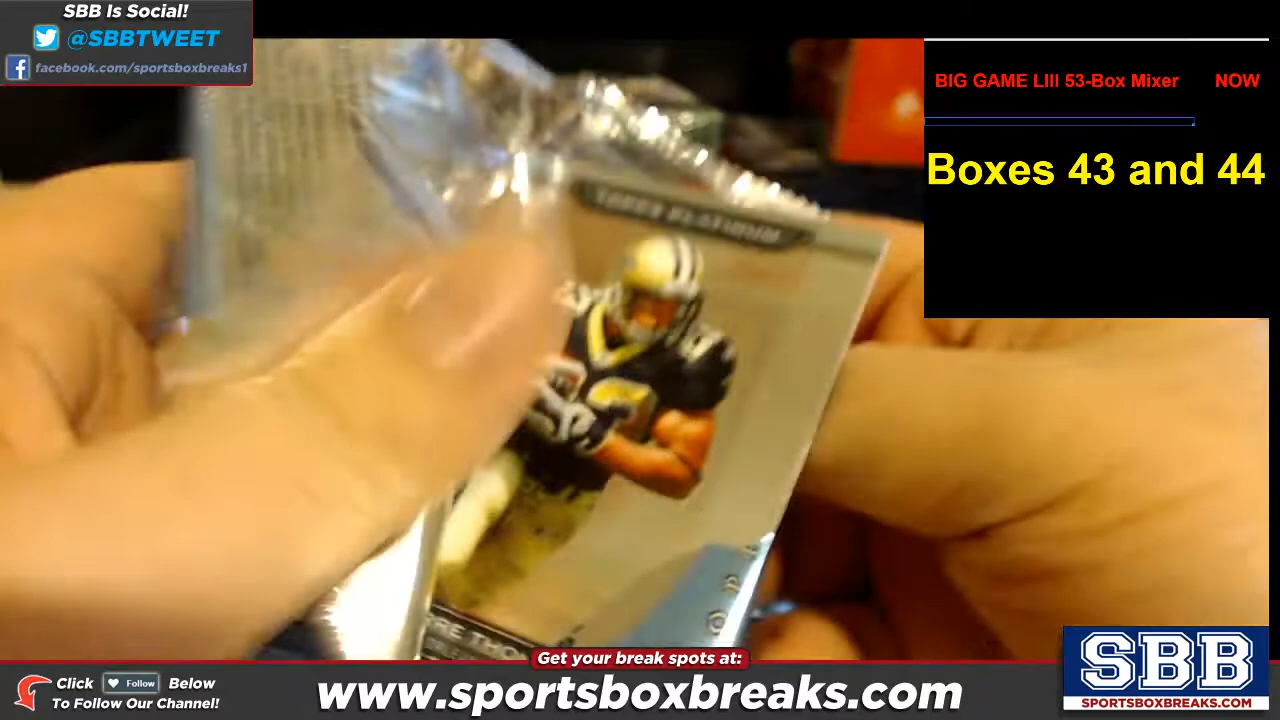 SBB Is Social!
@SBBTWEET
facebook.com/sportsboxbreaks1
BIG GAME LIII 53-Box Mixer NOW
Boxes 43 and 44
Get your break spots at:
Click Follow Below
To Follow Our Channel!
www.sportsboxbreaks.com
SBB
SPORTSBOXBREAKS.COM